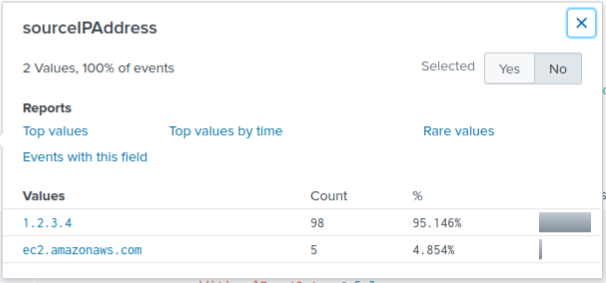 sourceIPAddress
2 Values, 100% of events
Selected Yes No
Reports
Top values Top values by time Rare values
Events with this field
Values Count %
1.2.3.4 98 95.146%
ec2.amazonaws.com 5 4.854%